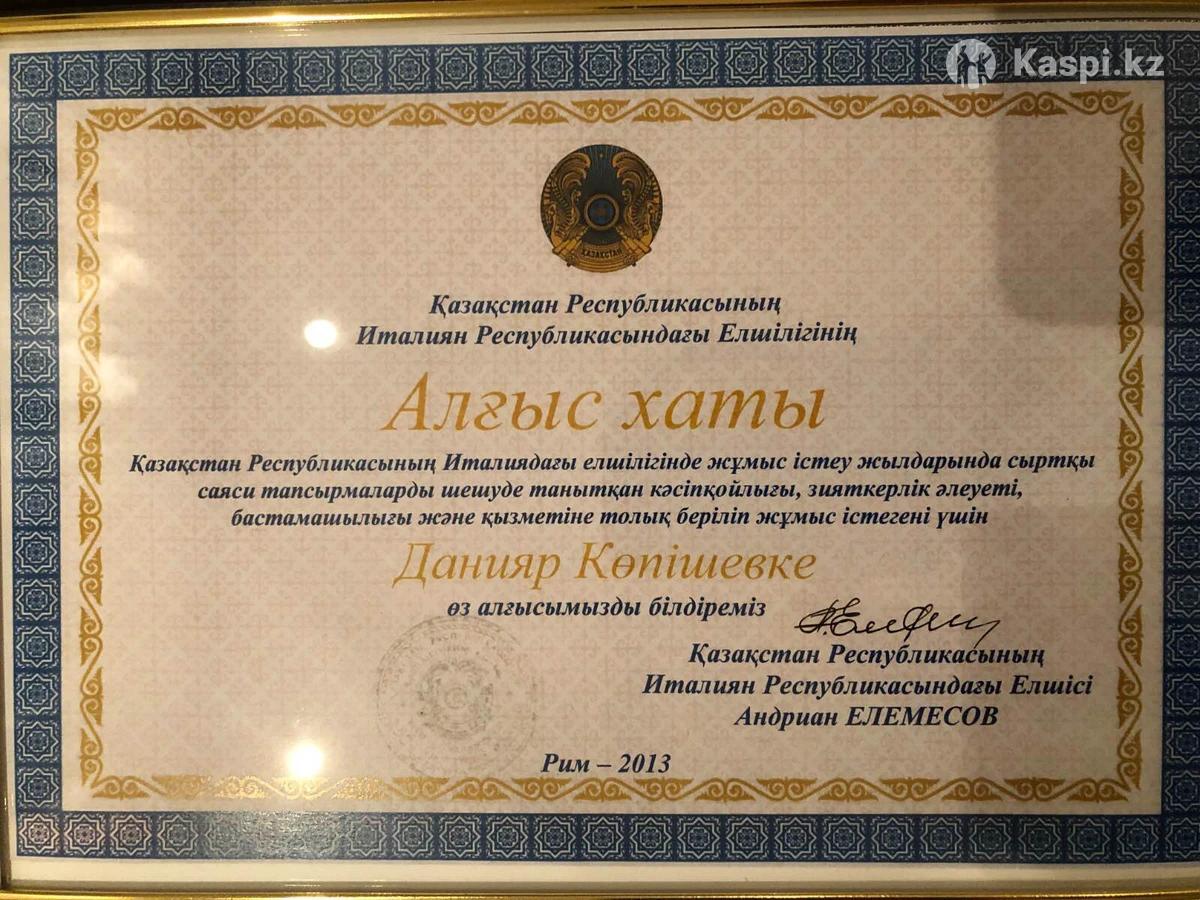 Kaspi.kz
ҚАЗАҚСТАН
Қазақстан Республикасының
Италиян Республикасындағы Елшілігінің
Алғыс хаты
Қазақстан Республикасының Италиядағы елшілігінде жұмыс істеу жылдарында сыртқы
саяси тапсырмаларды шешуде танытқан кәсіпқойлығы, зияткерлік әлеуеті,
бастамашылығы және қызметіне толық беріліп жұмыс істегені үшін
Данияр Көпішевке
өз алғысымызды білдіреміз
Қазақстан Республикасының
Италиян Республикасындағы Елшісі
Андриан ЕЛЕМЕСОВ
Рим – 2013